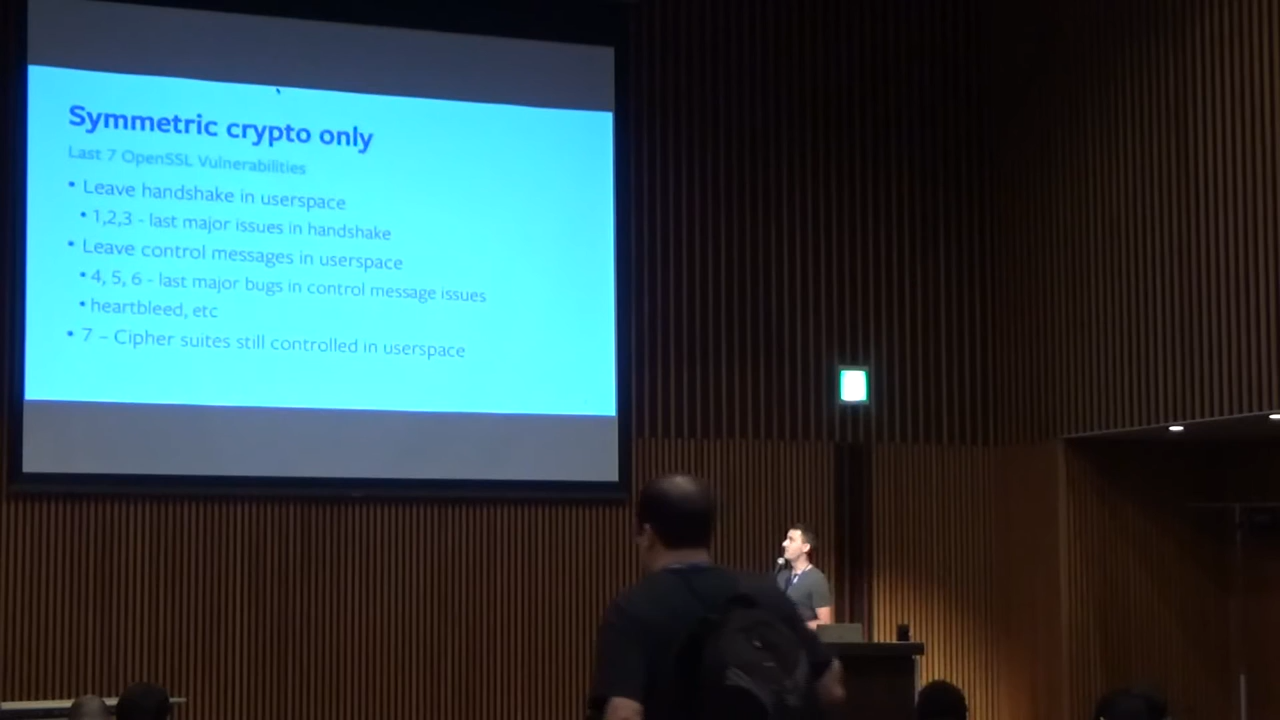 Symmetric crypto only
Last 7 OpenSSL Vulnerabilities
• Leave handshake in userspace
• 1,2,3 - last major issues in handshake
• Leave control messages in userspace
• 4, 5, 6 - last major bugs in control message issues
• heartbleed, etc
• 7 – Cipher suites still controlled in userspace